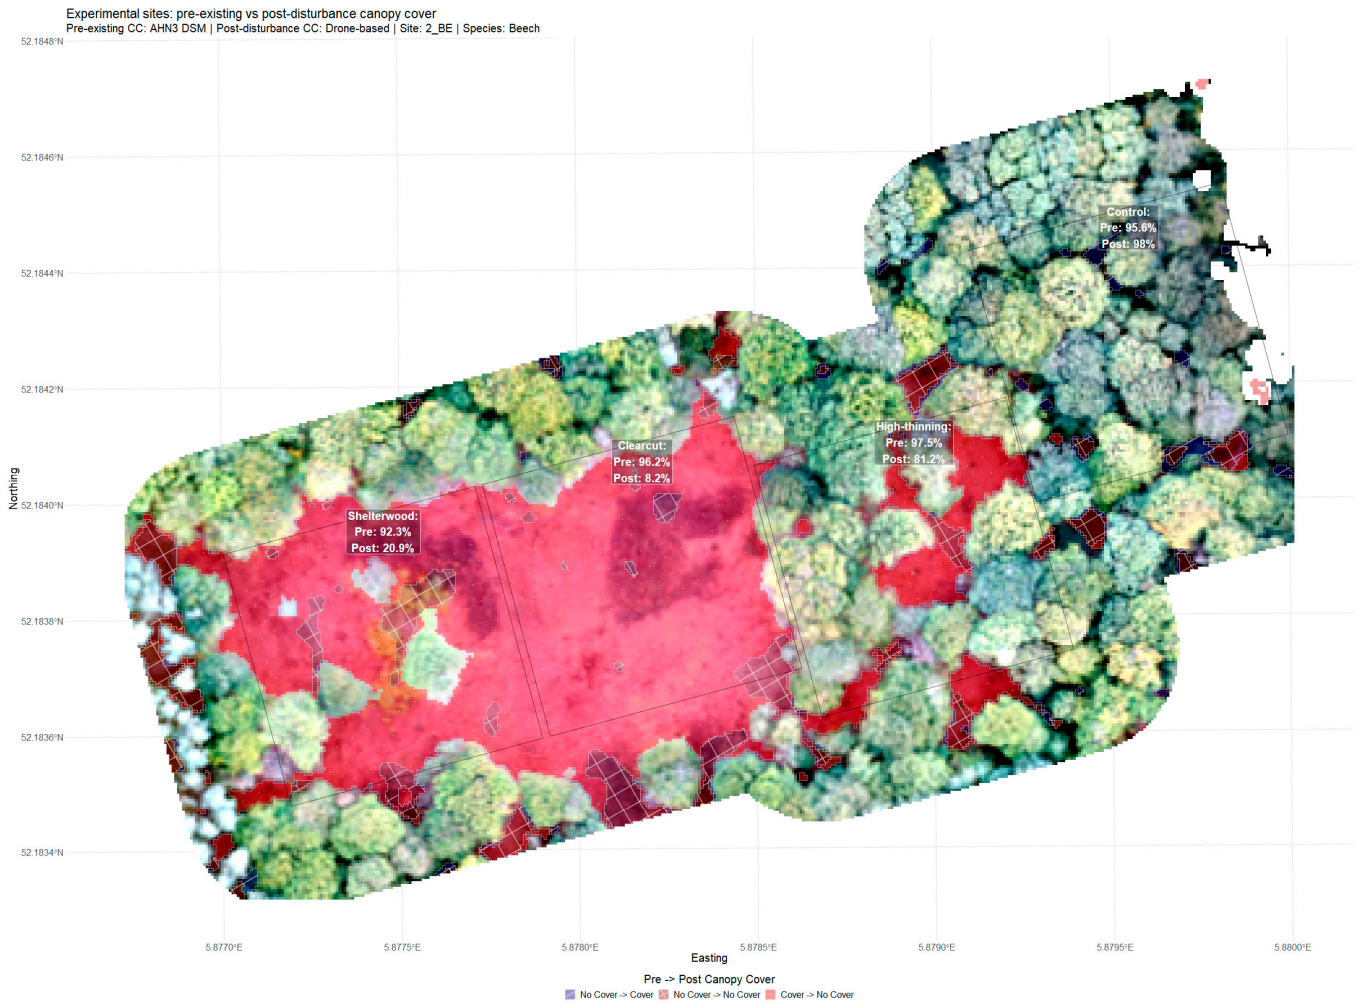 Experimental sites: pre-existing vs post-disturbance canopy cover
Pre-existing CC: AHN3 DSM | Post-disturbance CC: Drone-based | Site: 2_BE | Species: Beech
52.1848°N
52.1846°N
52.1844°N
52.1842°N
52.1840°N
52.1838°N
52.1836°N
52.1834°N
Northing
Control:
Pre: 95.6%
Post: 98%
High-thinning:
Pre: 97.5%
Post: 81.2%
Clearcut:
Pre: 96.2%
Post: 8.2%
Shelterwood:
Pre: 92.3%
Post: 20.9%
5.8770°E
5.8775°E
5.8780°E
5.8785°E
5.8790°E
5.8795°E
5.8800°E
Easting
Pre -> Post Canopy Cover
No Cover -> Cover
No Cover -> No Cover
Cover -> No Cover